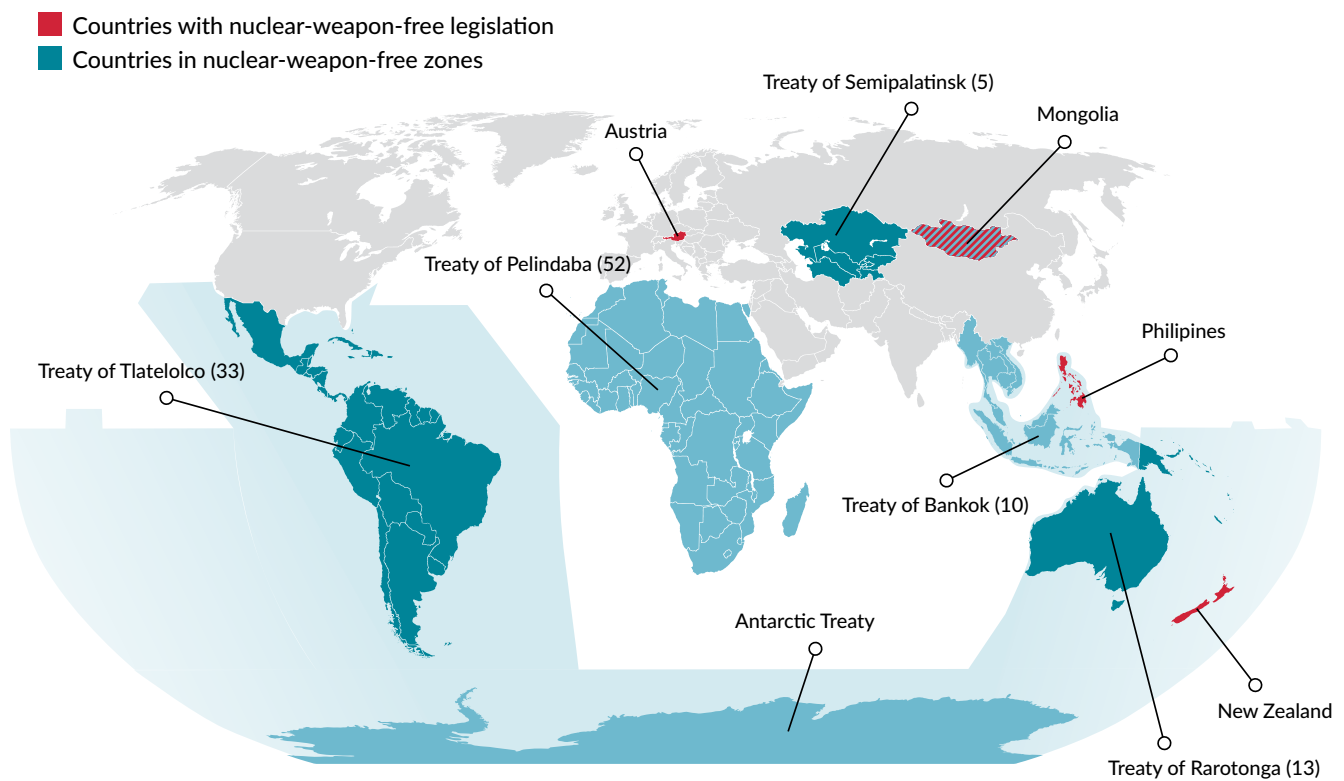 Countries with nuclear-weapon-free legislation
Countries in nuclear-weapon-free zones
Treaty of Semipalatinsk (5)
Mongolia
Austria
Treaty of Pelindaba (52)
Philipines
Treaty of Tlatelolco (33)
Treaty of Bankok (10)
Antarctic Treaty
New Zealand
Treaty of Rarotonga (13)